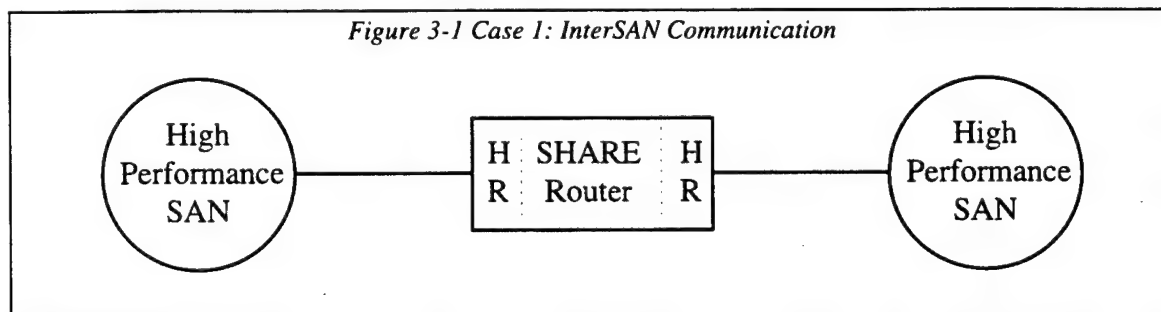 Figure 3-1 Case 1: InterSAN Communication
High
Performance
SAN
H SHARE H
R Router R
High
Performance
SAN